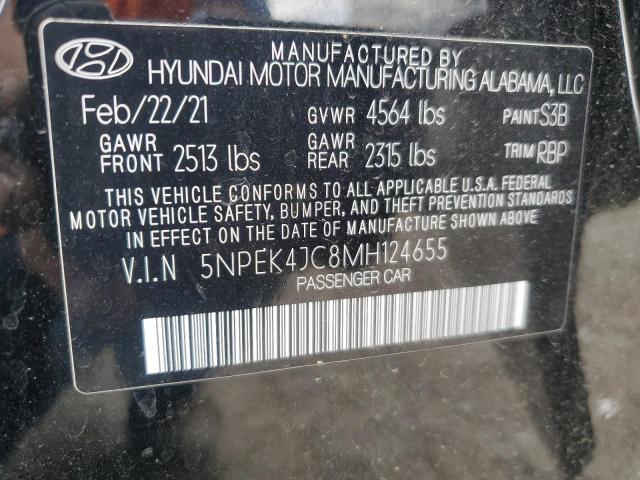 MANUFACTURED BY
HYUNDAI MOTOR MANUFACTURING ALABAMA, LLC
Feb/22/21 GVWR 4564 lbs PAINT S3B
GAWR FRONT 2513 lbs GAWR REAR 2315 lbs TRIM RBP
THIS VEHICLE CONFORMS TO ALL APPLICABLE U.S.A. FEDERAL
MOTOR VEHICLE SAFETY, BUMPER, AND THEFT PREVENTION STANDARDS
IN EFFECT ON THE DATE OF MANUFACTURE SHOWN ABOVE
V.I.N 5NPEK4JC8MH124655
PASSENGER CAR